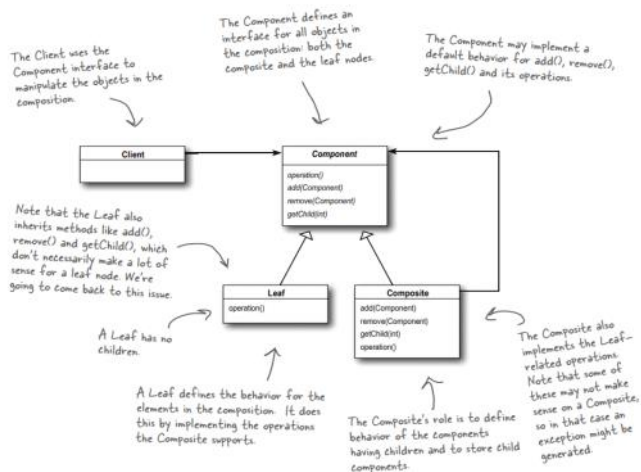 The Client uses the
Component interface to
manipulate the objects in the
composition.
The Component defines an
interface for all objects in
the composition: both the
composite and the leaf nodes.
The Component may implement a
default behavior for add(), remove(),
getChild() and its operations.
Client
Component
operation()
add(Component)
remove(Component)
getChild(int)
Note that the Leaf also
inherits methods like add(),
remove() and getChild(), which
don't necessarily make a lot of
sense for a leaf node. We're
going to come back to this issue.
Leaf
operation()
Composite
add(Component)
remove(Component)
getChild(int)
operation()
A Leaf has no
children.
A Leaf defines the behavior for the
elements in the composition. It does
this by implementing the operations
the Composite supports.
The Composite's role is to define
behavior of the components
having children and to store child
components.
The Composite also
implements the Leaf-
related operations.
Note that some of
these may not make
sense on a Composite,
so in that case an
exception might be
generated.